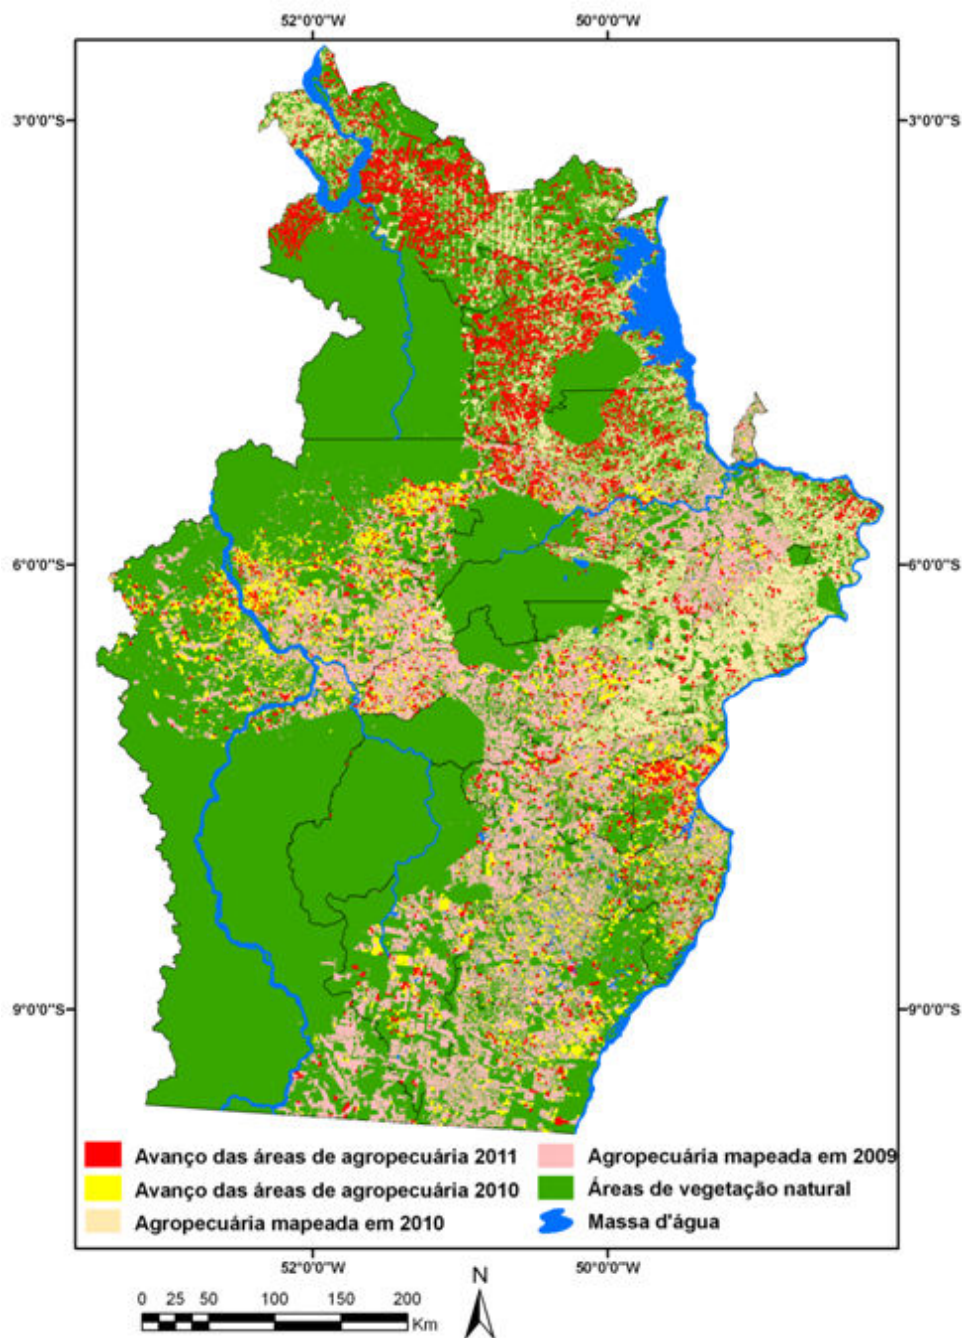 52°0'0"W 50°0'0"W
3°0'0"S 3°0'0"S
6°0'0"S 6°0'0"S
9°0'0"S 9°0'0"S
Avanço das áreas de agropecuária 2011
Avanço das áreas de agropecuária 2010
Agropecuária mapeada em 2010
Agropecuária mapeada em 2009
Áreas de vegetação natural
Massa d'água
52°0'0"W 50°0'0"W
N
0 25 50 100 150 200
Km